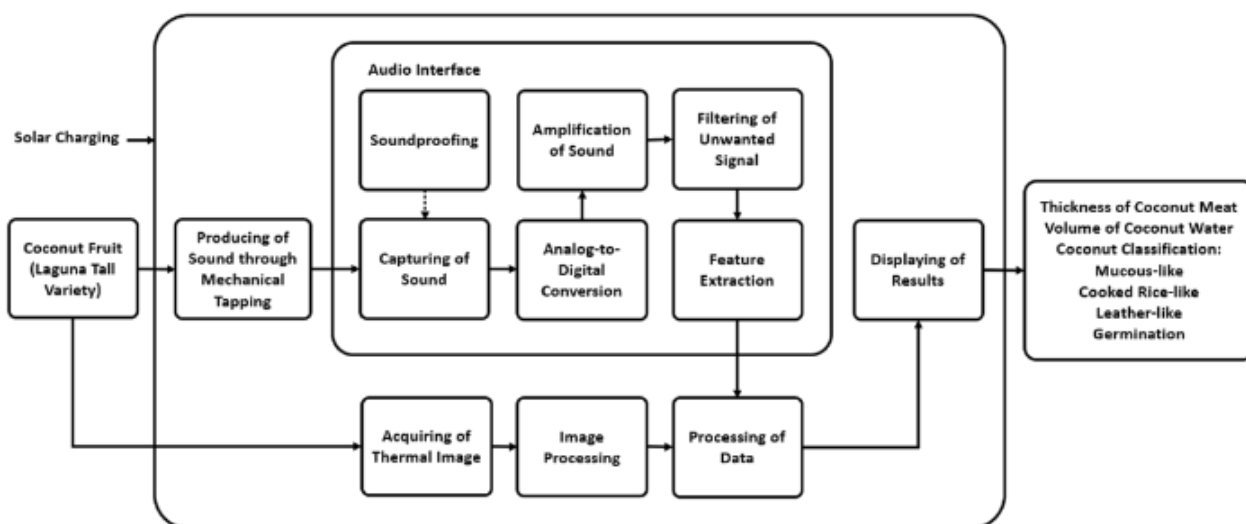 Audio Interface
Solar Charging
Soundproofing
Amplification
of Sound
Filtering of
Unwanted
Signal
Coconut Fruit
(Laguna Tall
Variety)
Producing of
Sound through
Mechanical
Tapping
Capturing of
Sound
Analog-to-
Digital
Conversion
Feature
Extraction
Displaying of
Results
Thickness of Coconut Meat
Volume of Coconut Water
Coconut Classification:
Mucous-like
Cooked Rice-like
Leather-like
Germination
Acquiring of
Thermal Image
Image
Processing
Processing of
Data